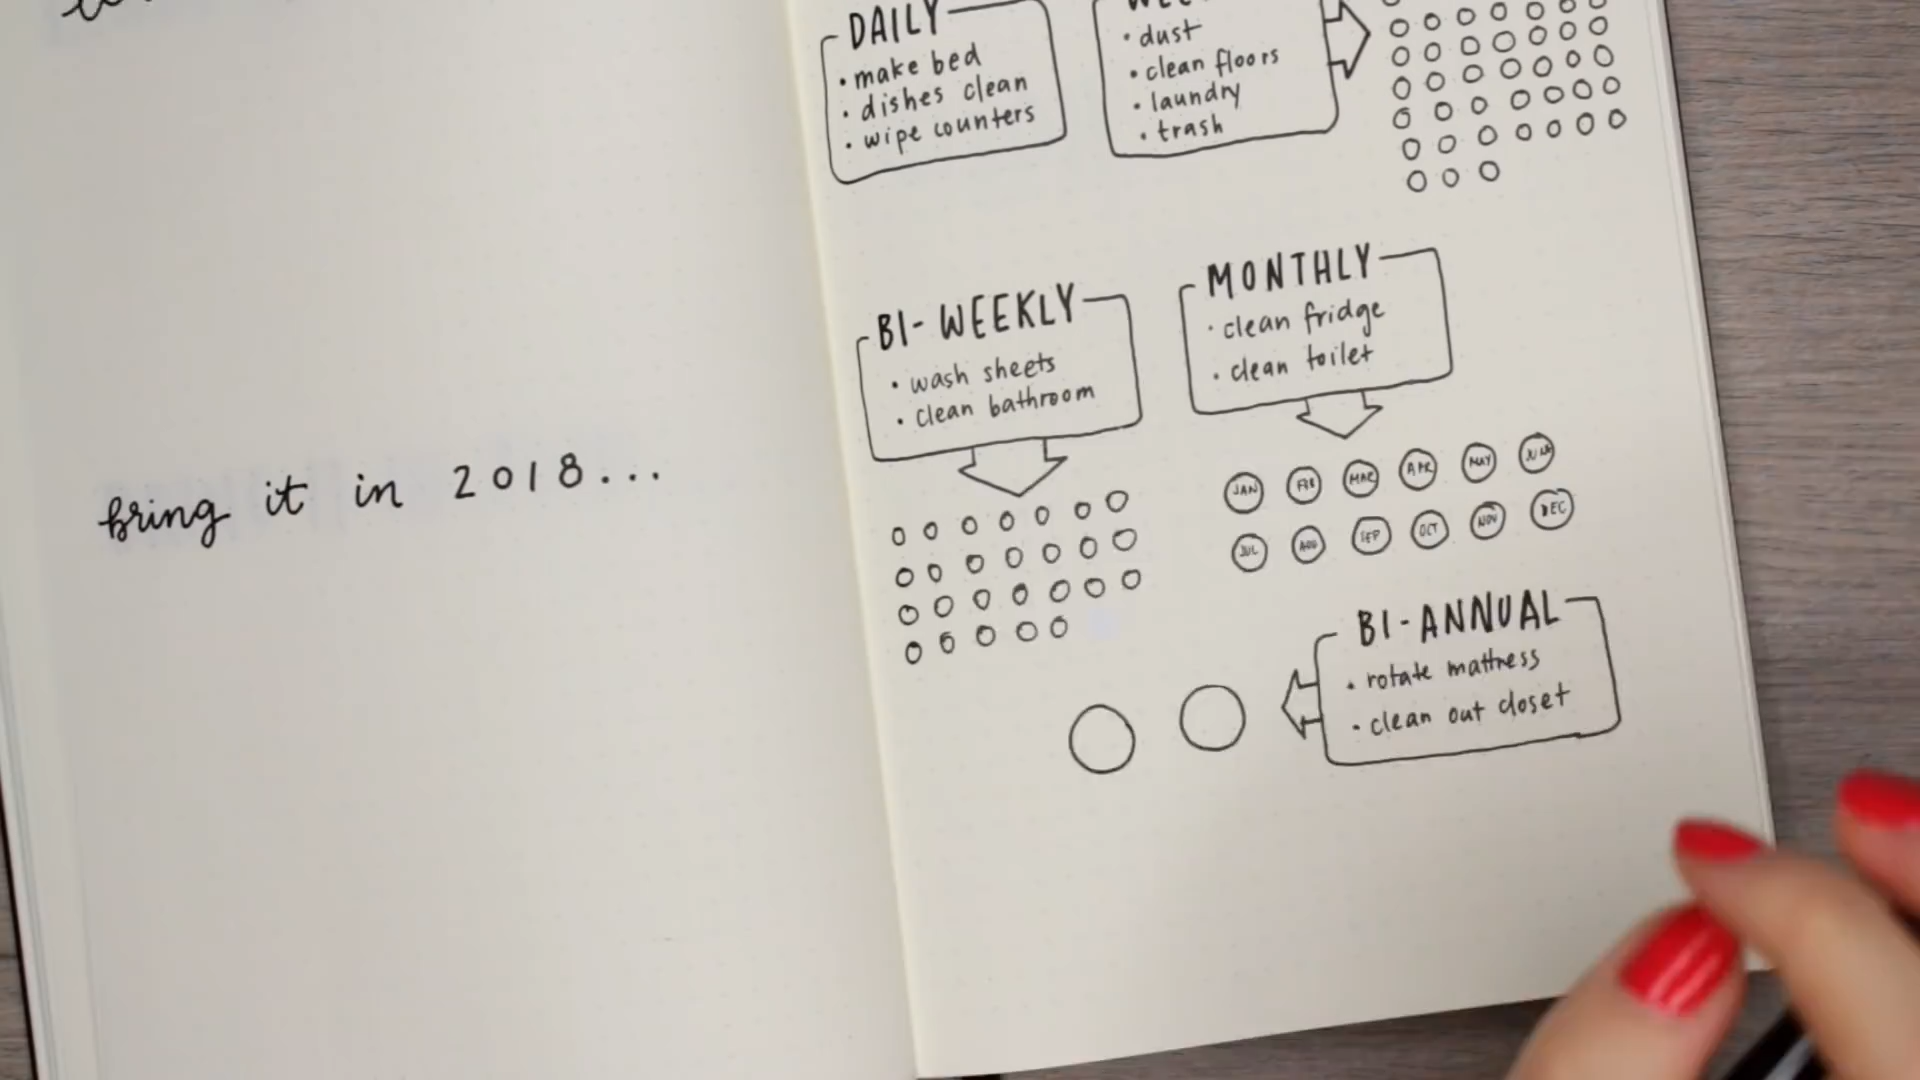 bring it in 2018...
DAILY
• make bed
• dishes clean
• wipe counters
• dust
• clean floors
• laundry
• trash
BI-WEEKLY
• wash sheets
• clean bathroom
MONTHLY
• clean fridge
• clean toilet
JAN FEB MAR APR MAY JUN
JUL AUG SEP OCT NOV DEC
BI-ANNUAL
• rotate mattress
• clean out closet